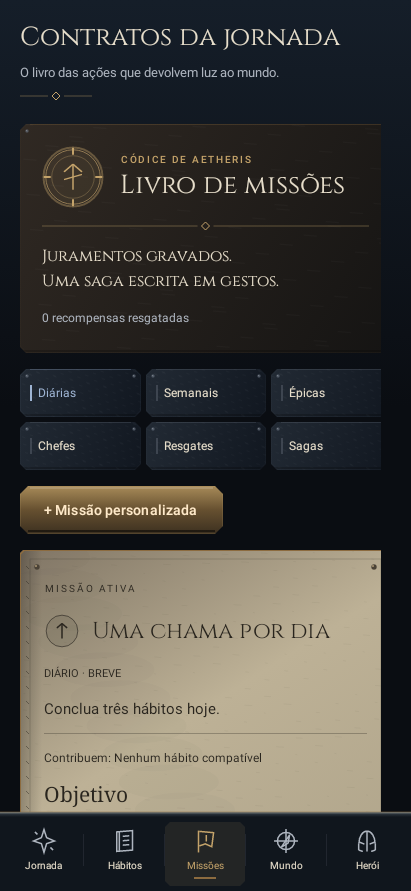 Contratos da jornada
O livro das ações que devolvem luz ao mundo.
CÓDICE DE AETHERIS
Livro de missões
Juramentos gravados.
Uma saga escrita em gestos.
0 recompensas resgatadas
Diárias
Semanais
Épicas
Chefes
Resgates
Sagas
+ Missão personalizada
MISSÃO ATIVA
Uma chama por dia
DIÁRIO · BREVE
Conclua três hábitos hoje.
Contribuem: Nenhum hábito compatível
Objetivo
Jornada
Hábitos
Missões
Mundo
Herói